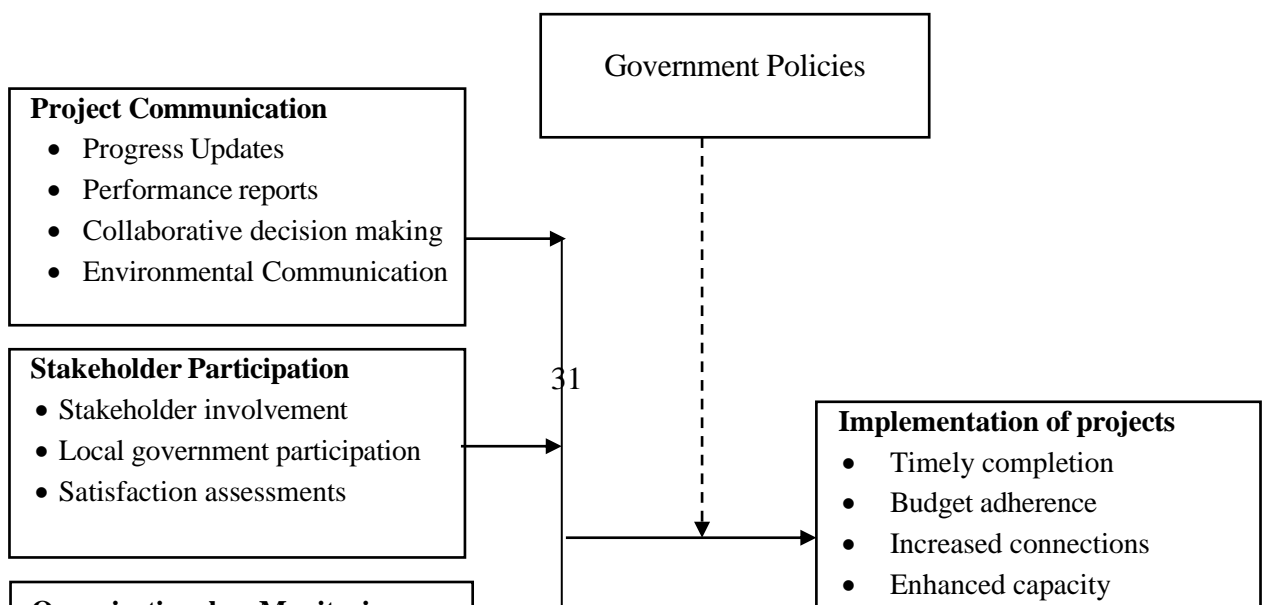 Government Policies
Project Communication
• Progress Updates
• Performance reports
• Collaborative decision making
• Environmental Communication
Stakeholder Participation
• Stakeholder involvement
• Local government participation
• Satisfaction assessments
31
Implementation of projects
• Timely completion
• Budget adherence
• Increased connections
• Enhanced capacity